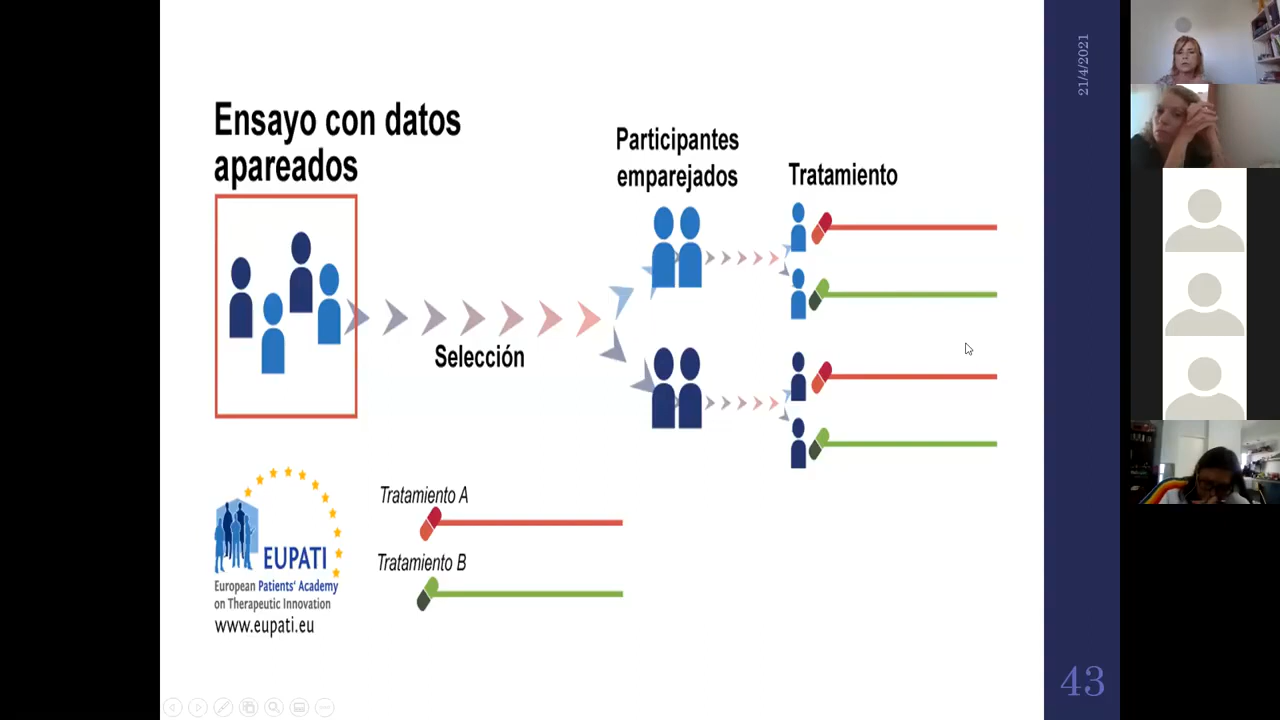 Ensayo con datos
apareados
Participantes
emparejados
Tratamiento
Selección
Tratamiento A
Tratamiento B
EUPATI
European Patients' Academy
on Therapeutic Innovation
www.eupati.eu
21/4/2021
43